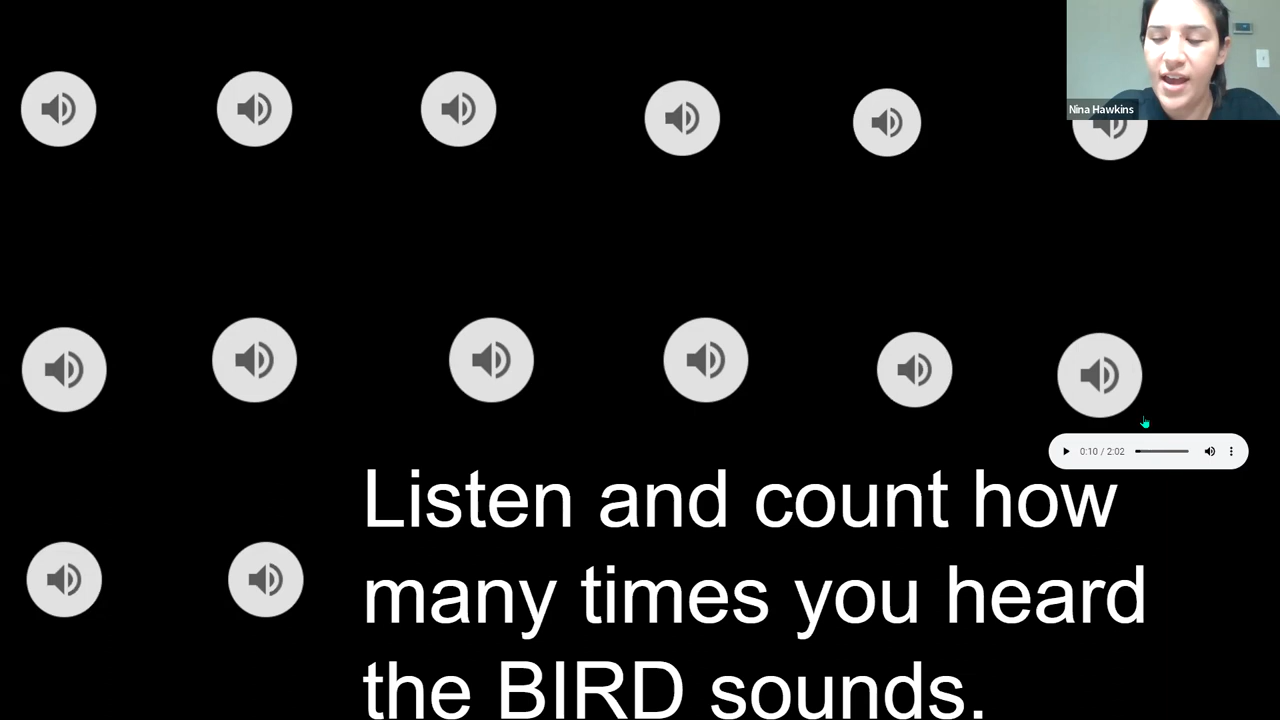 Nina Hawkins
0:10 / 2:02
Listen and count how
many times you heard
the BIRD sounds.